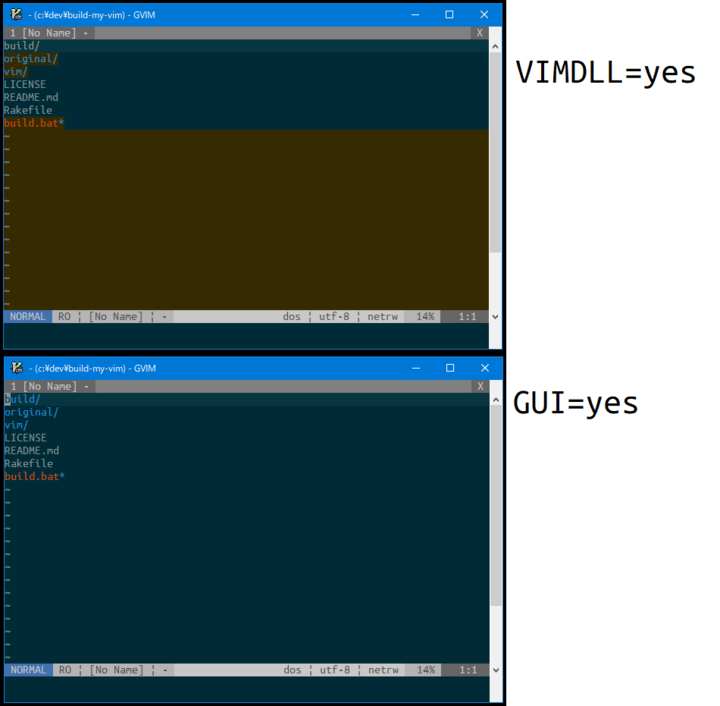 - (c:¥dev¥build-my-vim) - GVIM
1 [No Name] - X
build/
original/
vim/
LICENSE
README.md
Rakefile
build.bat*
~
~
~
~
~
~
~
~
~
~
~
~
~
~
NORMAL RO ¦ [No Name] ¦ - dos ¦ utf-8 ¦ netrw 14% 1:1
VIMDLL=yes
- (c:¥dev¥build-my-vim) - GVIM
1 [No Name] - X
build/
original/
vim/
LICENSE
README.md
Rakefile
build.bat*
~
~
~
~
~
~
~
~
~
~
~
~
~
~
NORMAL RO ¦ [No Name] ¦ - dos ¦ utf-8 ¦ netrw 14% 1:1
GUI=yes